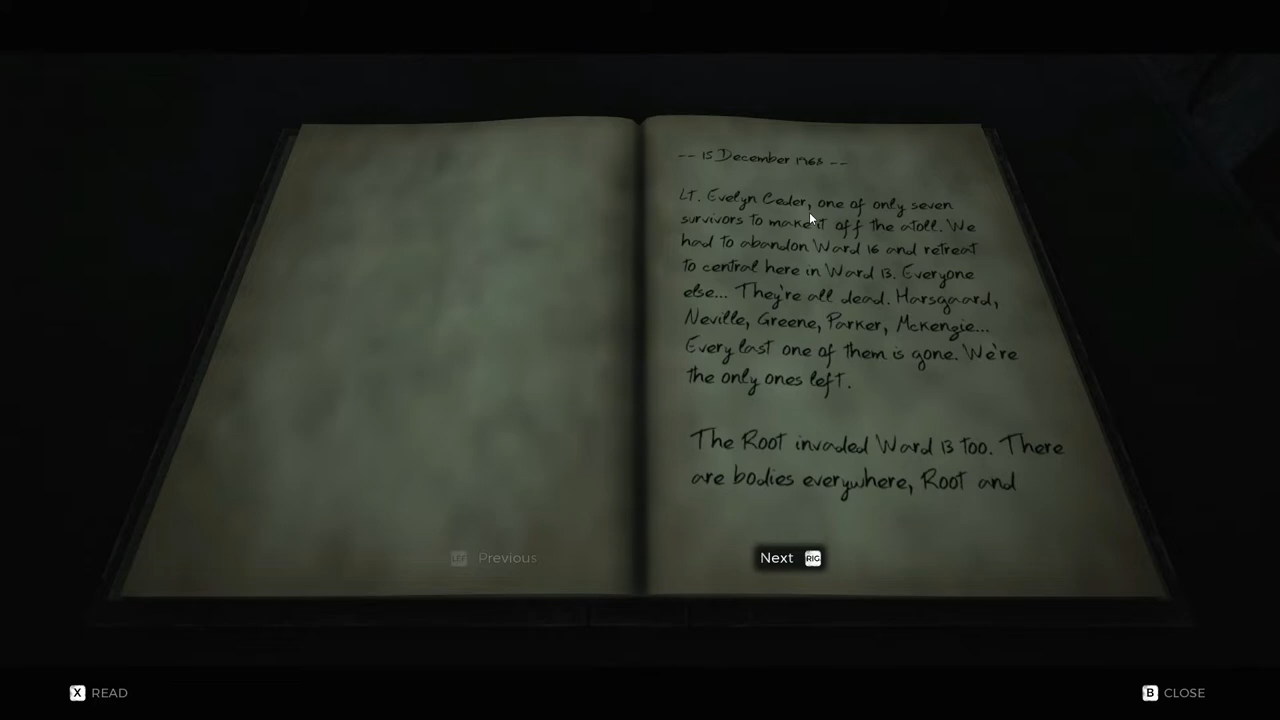 -- 15 December 1968 --
Lt. Evelyn Ceder, one of only seven
survivors to make it off the atoll. We
had to abandon Ward 16 and retreat
to central here in Ward 13. Everyone
else... They're all dead. Harsgaard,
Neville, Greene, Parker, McKenzie...
Every last one of them is gone. We're
the only ones left.
The Root invaded Ward 13 too. There
are bodies everywhere, Root and
Previous
Next RIG
X READ
B CLOSE